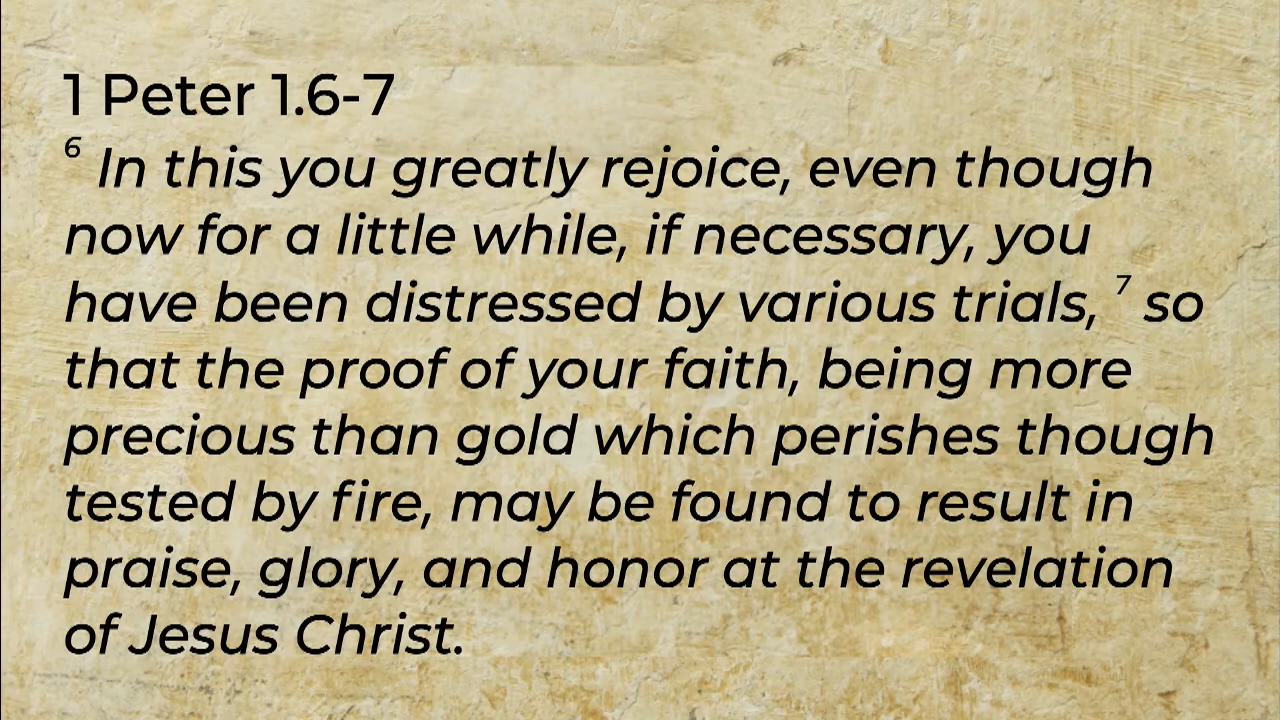 1 Peter 1.6-7
⁶ In this you greatly rejoice, even though
now for a little while, if necessary, you
have been distressed by various trials, ⁷ so
that the proof of your faith, being more
precious than gold which perishes though
tested by fire, may be found to result in
praise, glory, and honor at the revelation
of Jesus Christ.